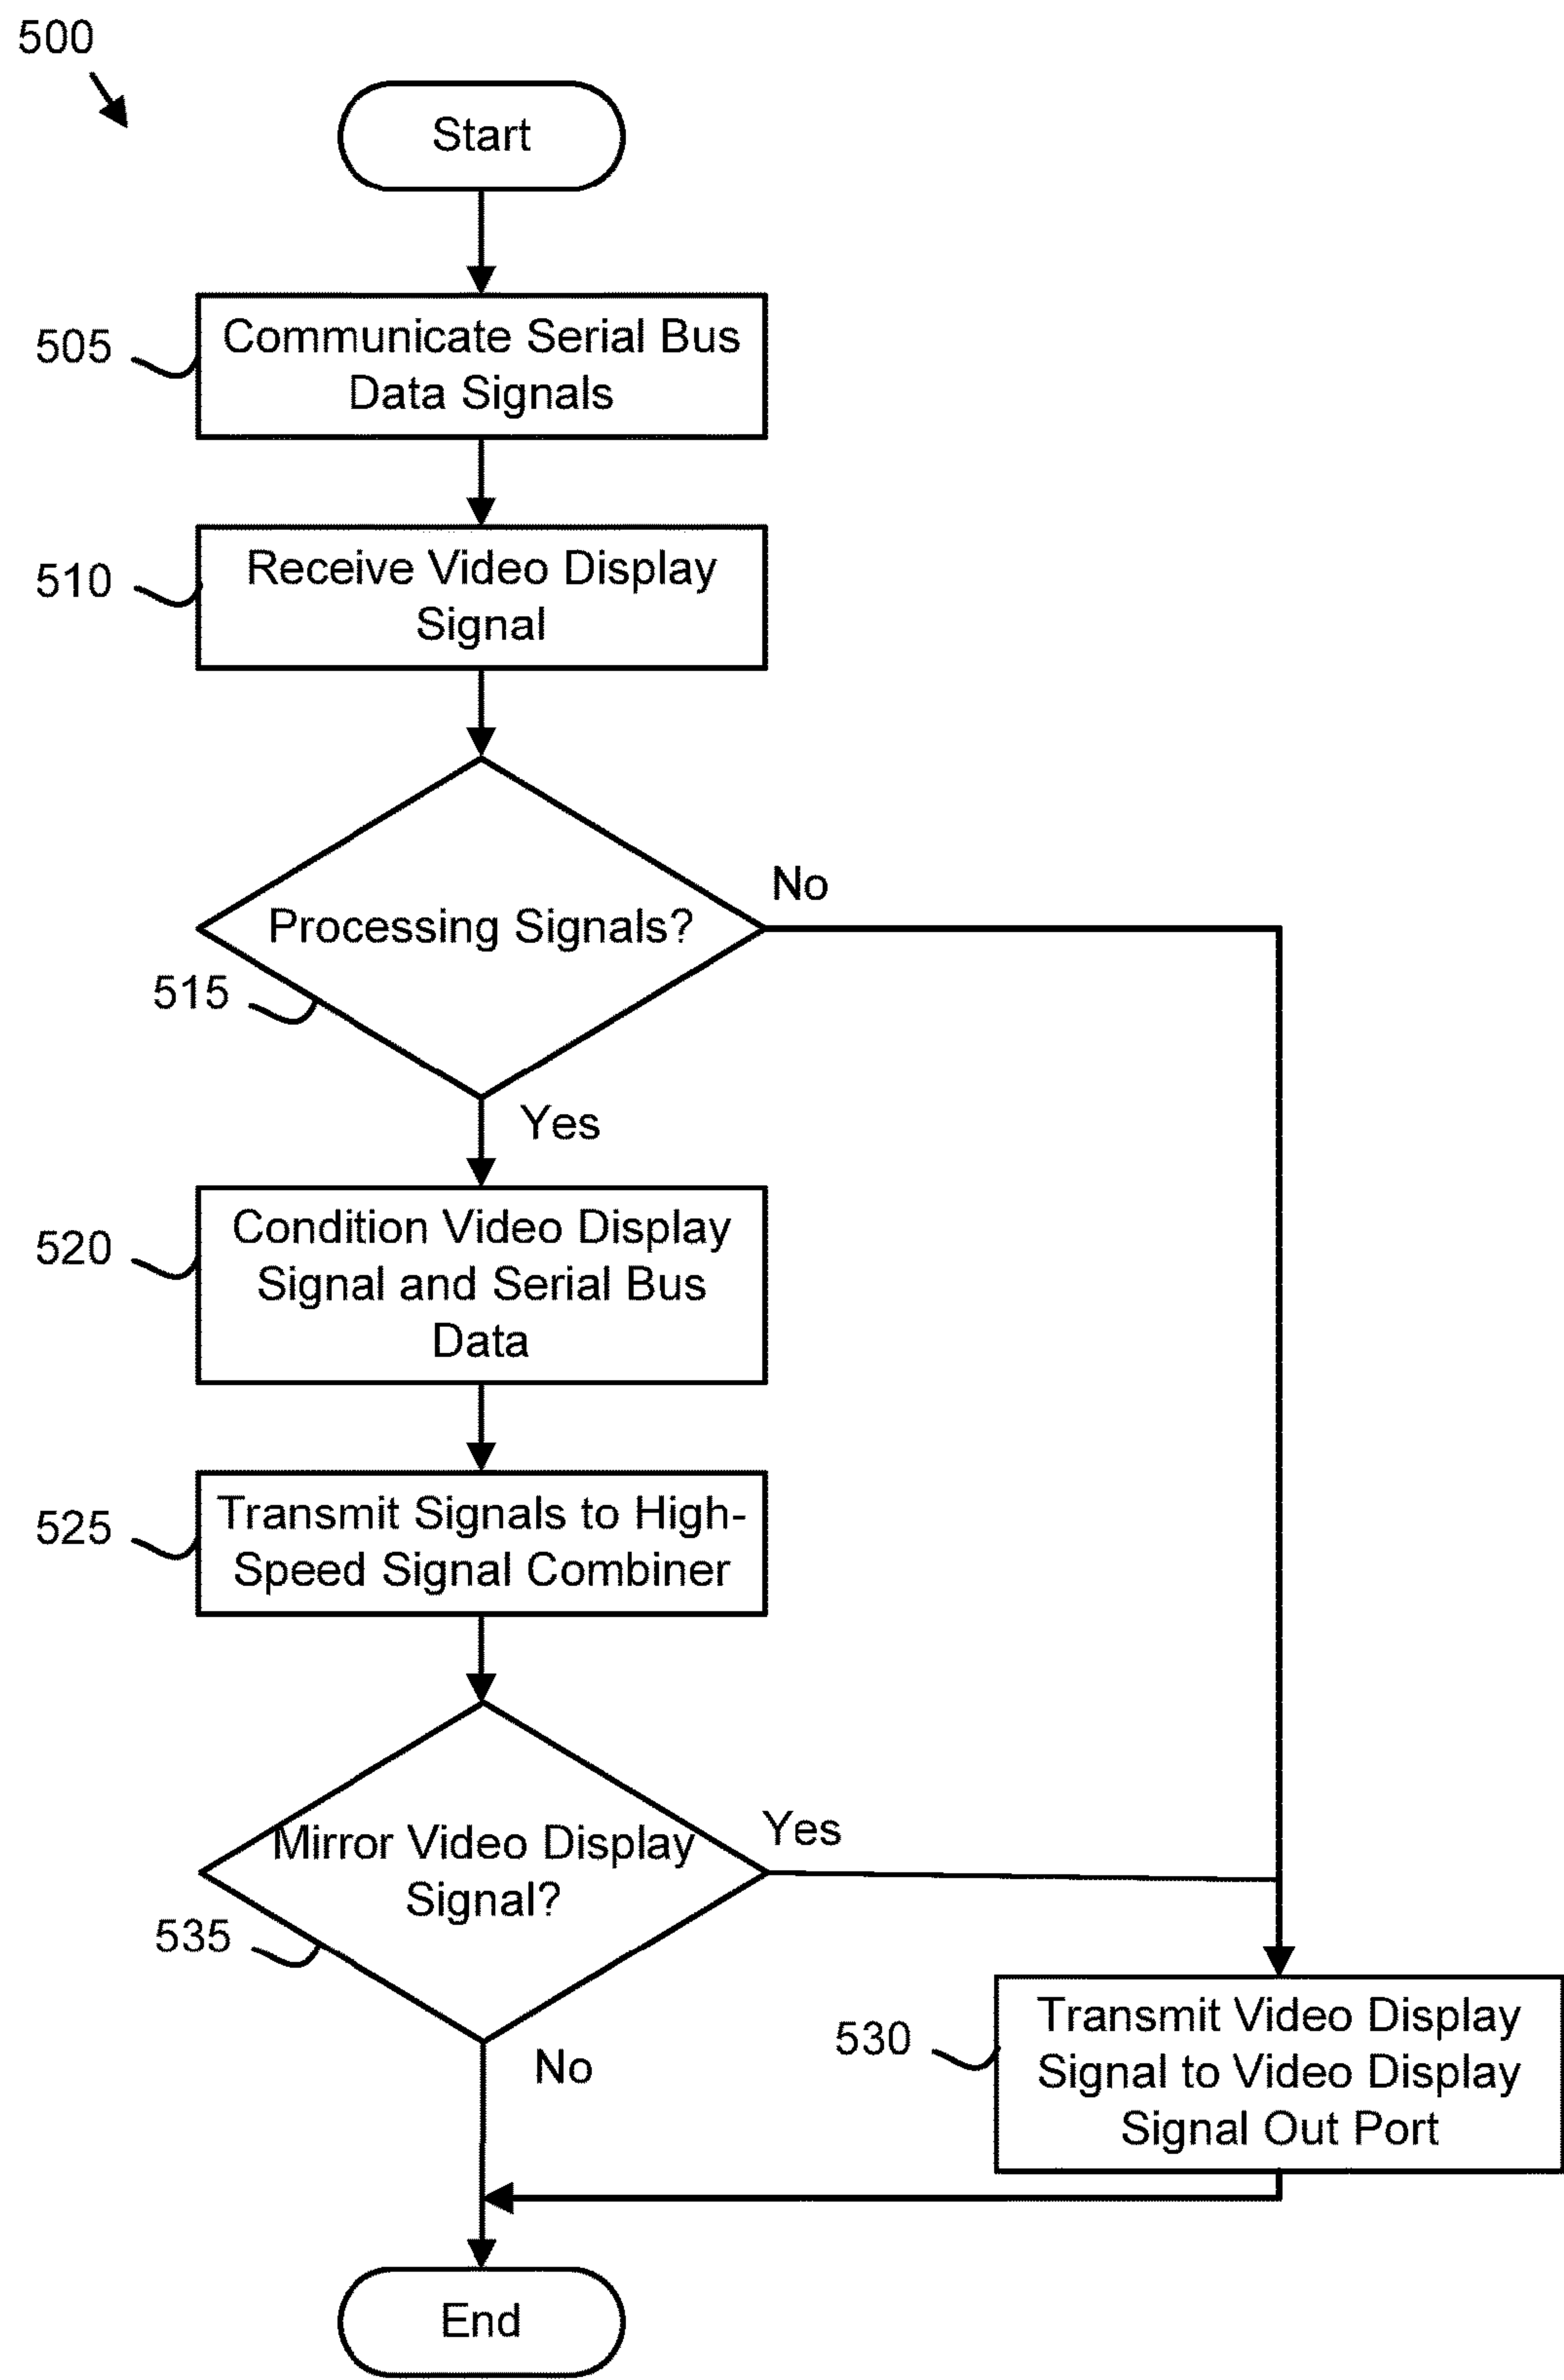 500
Start
505
Communicate Serial Bus
Data Signals
510
Receive Video Display
Signal
No
Processing Signals?
515
Yes
520
Condition Video Display
Signal and Serial Bus
Data
525
Transmit Signals to High-
Speed Signal Combiner
Yes
Mirror Video Display
Signal?
535
No
530
Transmit Video Display
Signal to Video Display
Signal Out Port
End